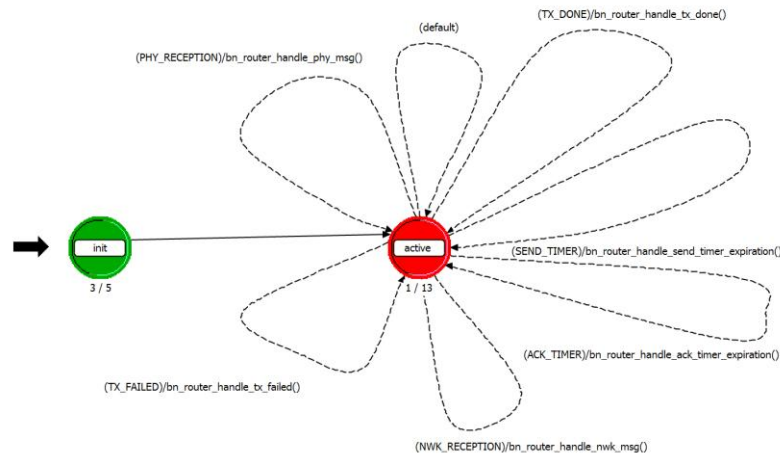 (TX_DONE)/bn_router_handle_tx_done()
(default)
(PHY_RECEPTION)/bn_router_handle_phy_msg()
init
active
(SEND_TIMER)/bn_router_handle_send_timer_expiration()
3 / 5
1 / 13
(ACK_TIMER)/bn_router_handle_ack_timer_expiration()
(TX_FAILED)/bn_router_handle_tx_failed()
(NWK_RECEPTION)/bn_router_handle_nwk_msg()